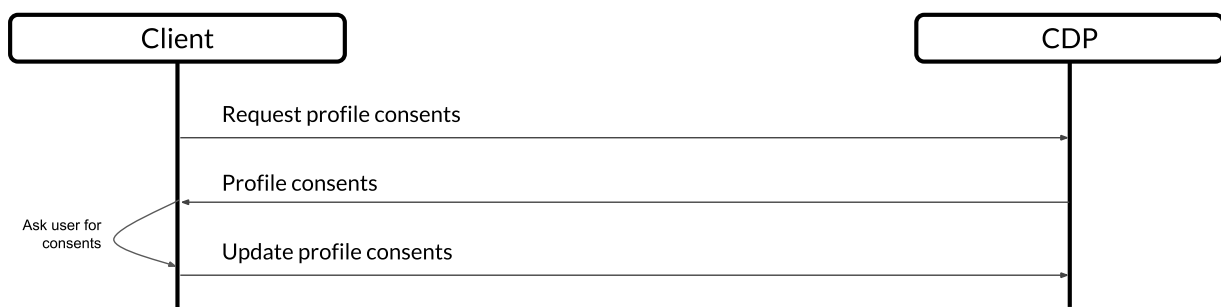 Client
CDP
Request profile consents
Profile consents
Ask user for
consents
Update profile consents